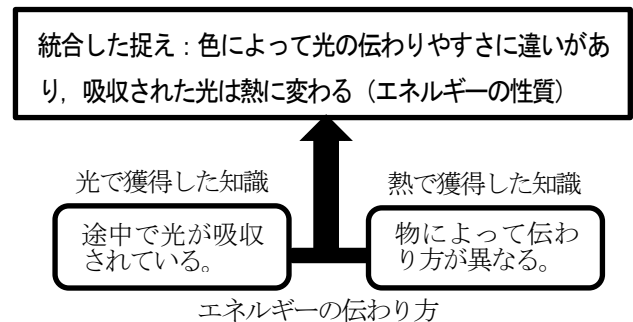 統合した捉え：色によって光の伝わりやすさに違いがあ
り，吸収された光は熱に変わる（エネルギーの性質）
光で獲得した知識
熱で獲得した知識
途中で光が吸収
されている。
物によって伝わ
り方が異なる。
エネルギーの伝わり方